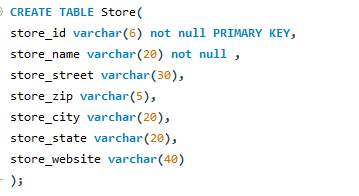 CREATE TABLE Store(
store_id varchar(6) not null PRIMARY KEY,
store_name varchar(20) not null ,
store_street varchar(30),
store_zip varchar(5),
store_city varchar(20),
store_state varchar(20),
store_website varchar(40)
);